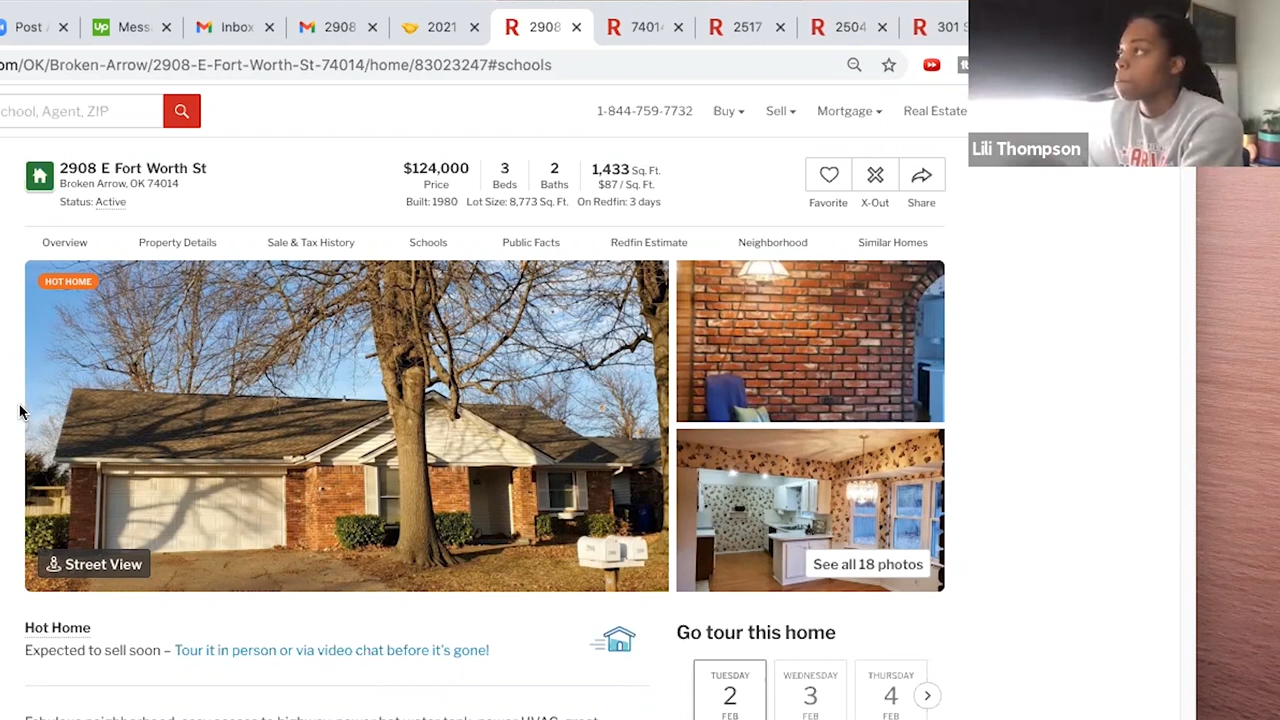 Post
Up Mess
Inbox
2908
2021
R 2908
R 7401
R 2517
R 2504
R 301 S
om/OK/Broken-Arrow/2908-E-Fort-Worth-St-74014/home/83023247#schools
chool, Agent, ZIP
1-844-759-7732 Buy Sell Mortgage Real Estate
Lili Thompson
2908 E Fort Worth St
Broken Arrow, OK 74014
Status: Active
$124,000
Price
3
Beds
2
Baths
1,433 Sq. Ft.
$87 / Sq. Ft.
Built: 1980 Lot Size: 8,773 Sq. Ft. On Redfin: 3 days
Favorite X-Out Share
Overview Property Details Sale & Tax History Schools Public Facts Redfin Estimate Neighborhood Similar Homes
HOT HOME
Street View
See all 18 photos
Hot Home
Expected to sell soon – Tour it in person or via video chat before it's gone!
Go tour this home
TUESDAY
2
FEB
WEDNESDAY
3
FEB
THURSDAY
4
FEB